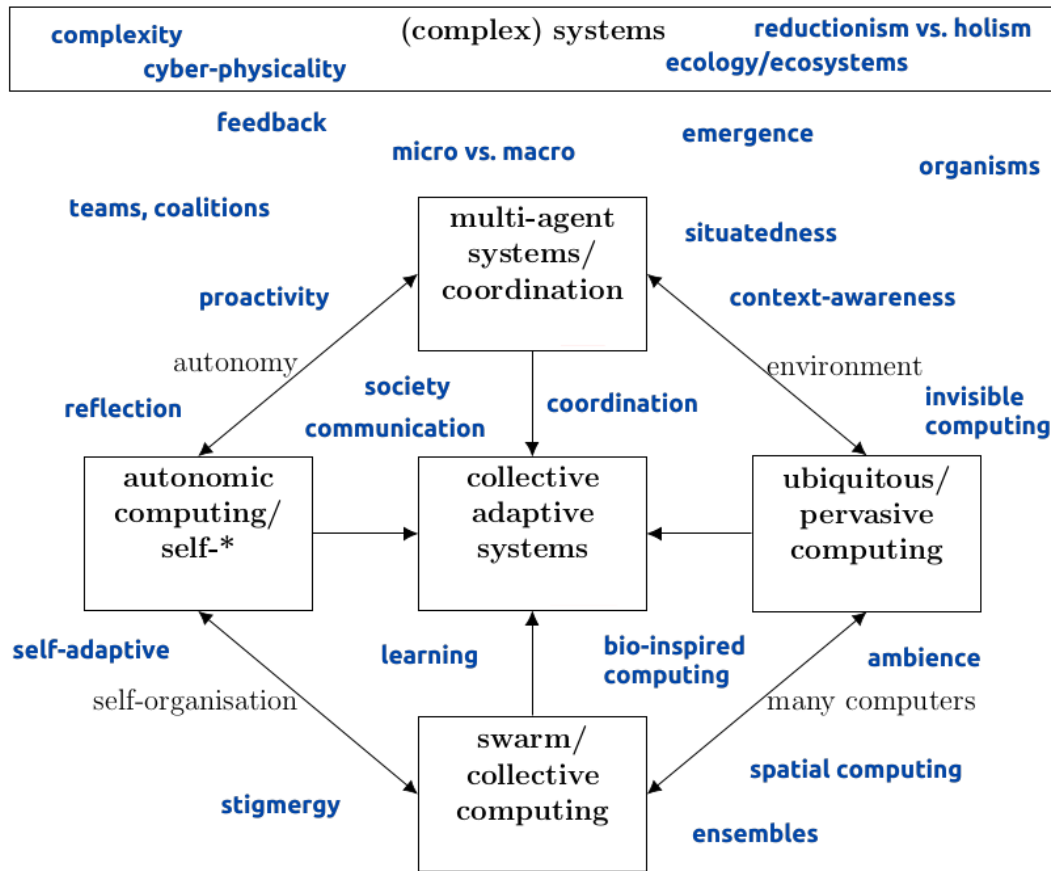 complexity
(complex) systems
reductionism vs. holism
cyber-physicality
ecology/ecosystems
feedback
micro vs. macro
emergence
organisms
teams, coalitions
multi-agent
systems/
coordination
situatedness
proactivity
context-awareness
autonomy
environment
reflection
society
communication
coordination
invisible
computing
autonomic
computing/
self-*
collective
adaptive
systems
ubiquitous/
pervasive
computing
self-adaptive
learning
bio-inspired
computing
ambience
self-organisation
many computers
swarm/
collective
computing
stigmergy
spatial computing
ensembles